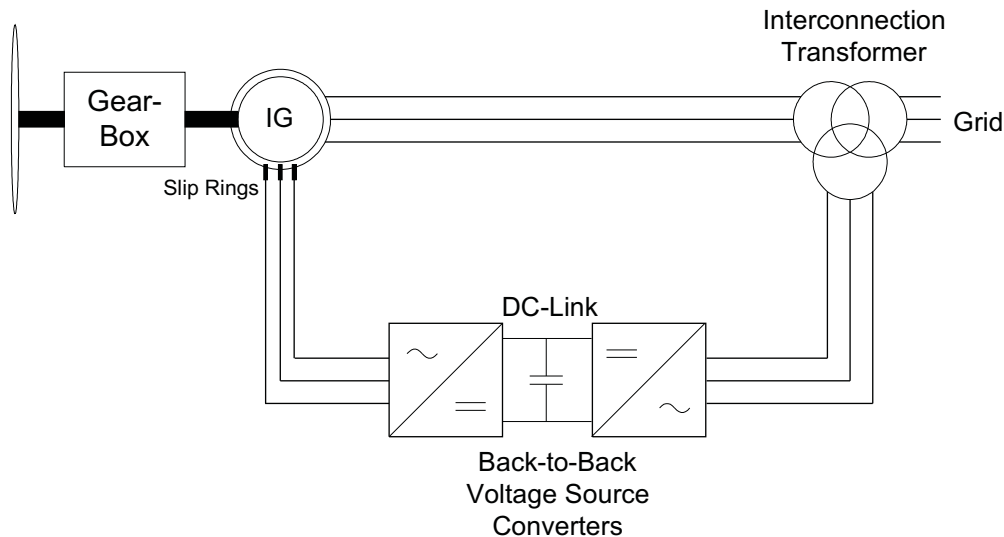 Interconnection
Transformer
Gear-
Box
IG
Grid
Slip Rings
DC-Link
Back-to-Back
Voltage Source
Converters